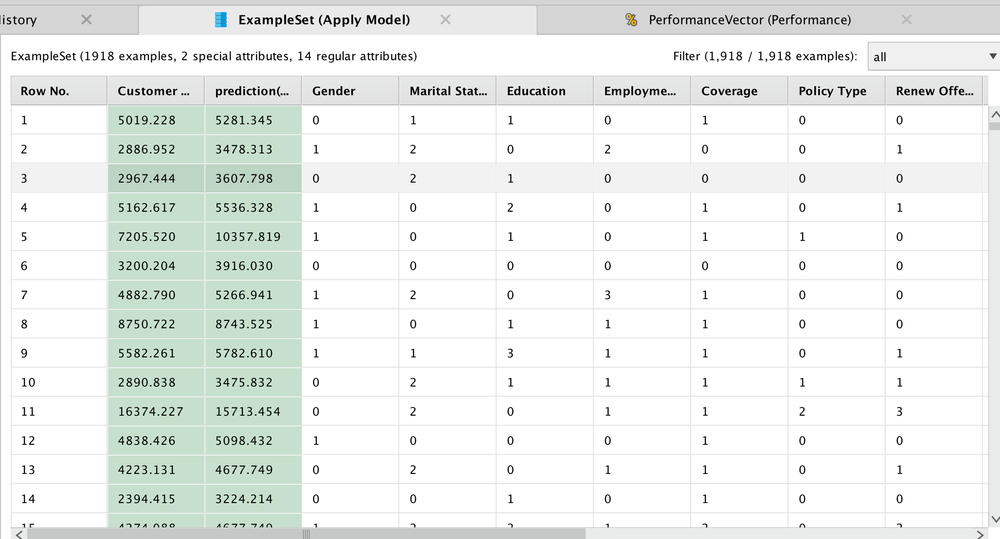 istory ExampleSet (Apply Model) PerformanceVector (Performance)
ExampleSet (1918 examples, 2 special attributes, 14 regular attributes) Filter (1,918 / 1,918 examples): all
Row No. Customer ... prediction(... Gender Marital Stat... Education Employme... Coverage Policy Type Renew Offe...
1 5019.228 5281.345 0 1 1 0 1 0 0
2 2886.952 3478.313 1 2 0 2 0 0 1
3 2967.444 3607.798 0 2 1 0 0 0 0
4 5162.617 5536.328 1 0 2 0 1 0 1
5 7205.520 10357.819 1 0 1 0 1 1 0
6 3200.204 3916.030 0 0 0 0 0 0 0
7 4882.790 5266.941 1 2 0 3 1 0 0
8 8750.722 8743.525 1 0 1 1 1 0 0
9 5582.261 5782.610 1 1 3 1 1 0 1
10 2890.838 3475.832 0 2 1 1 1 1 1
11 16374.227 15713.454 0 2 0 1 1 2 3
12 4838.426 5098.432 1 0 0 0 1 0 0
13 4223.131 4677.749 0 2 0 1 1 0 1
14 2394.415 3224.214 0 0 1 0 1 0 0
15 4677.749 1